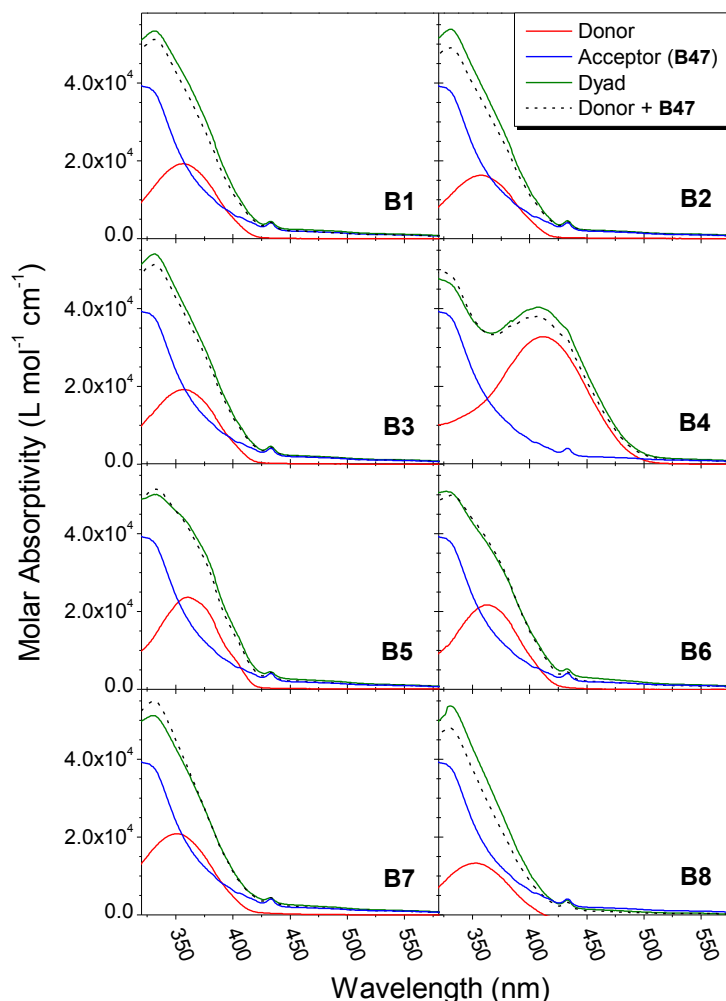 Donor
Acceptor (B47)
Dyad
Donor + B47
4.0x10⁴
2.0x10⁴
0.0
B1
B2
4.0x10⁴
2.0x10⁴
0.0
B3
B4
4.0x10⁴
2.0x10⁴
0.0
B5
B6
4.0x10⁴
2.0x10⁴
0.0
B7
B8
350 400 450 500 550 350 400 450 500 550
Wavelength (nm)
Molar Absorptivity (L mol⁻¹ cm⁻¹)